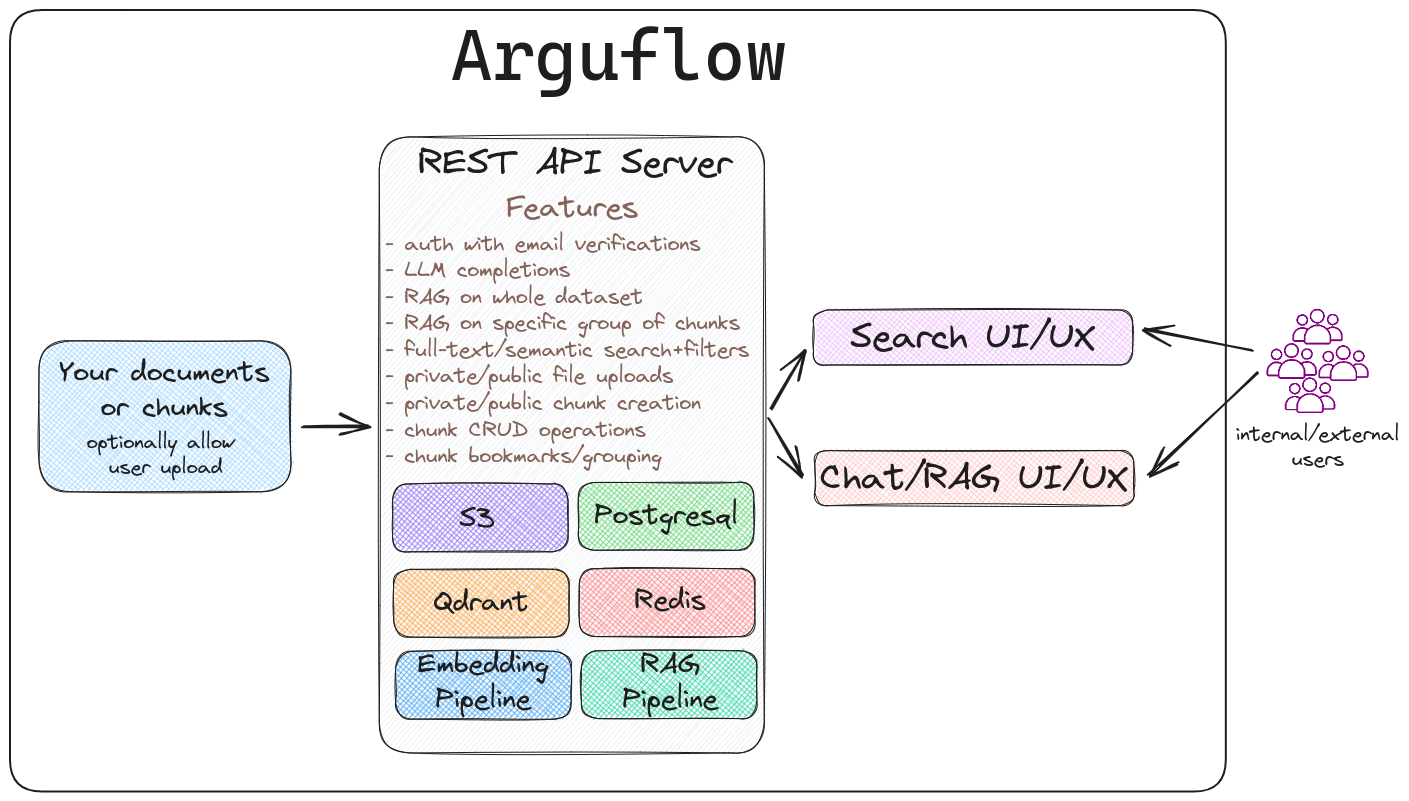 Arguflow
REST API Server
Features
- auth with email verifications
- LLM completions
- RAG on whole dataset
- RAG on specific group of chunks
- full-text/semantic search+filters
- private/public file uploads
- private/public chunk creation
- chunk CRUD operations
- chunk bookmarks/grouping
S3
Postgresql
Qdrant
Redis
Embedding
Pipeline
RAG
Pipeline
Your documents
or chunks
optionally allow
user upload
Search UI/UX
Chat/RAG UI/UX
internal/external
users